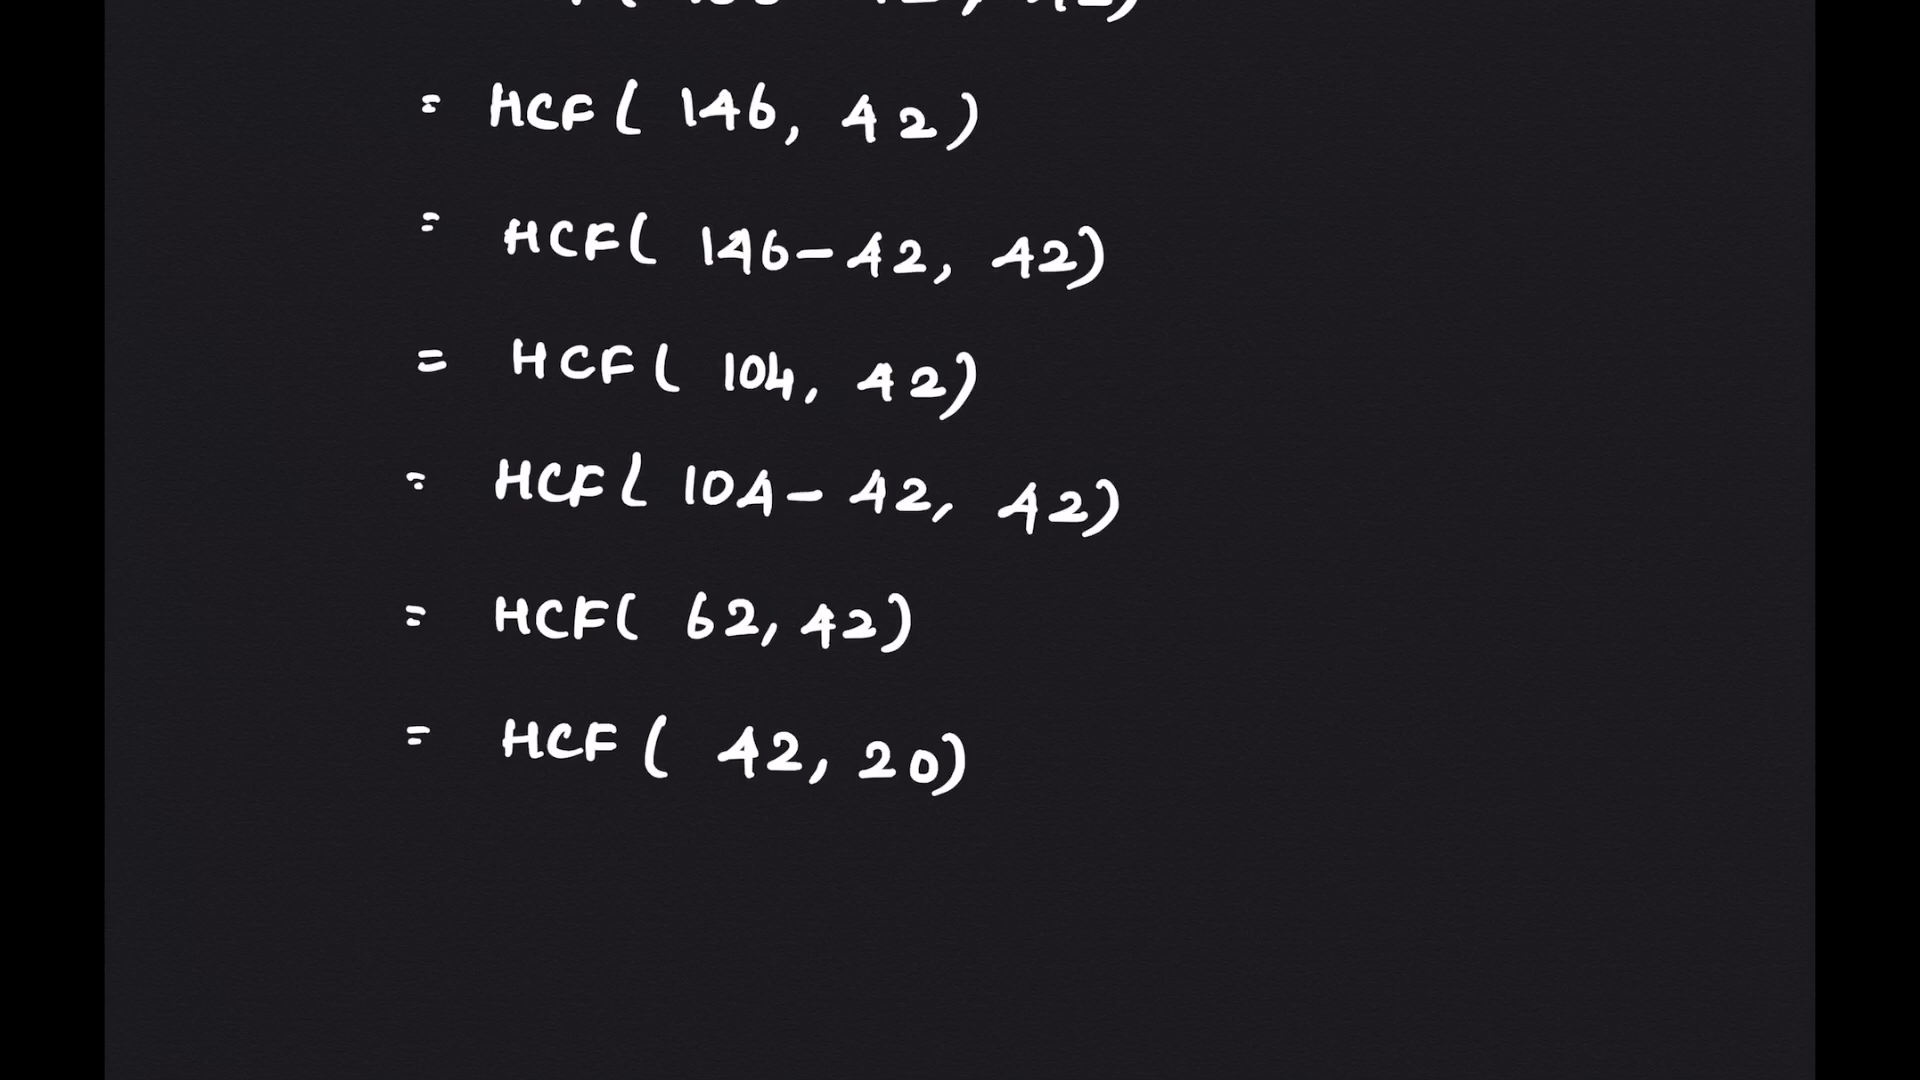 = HCF( 146, 42)
= HCF( 146-42, 42)
= HCF( 104, 42)
= HCF( 104- 42, 42)
= HCF( 62, 42)
= HCF ( 42, 20)